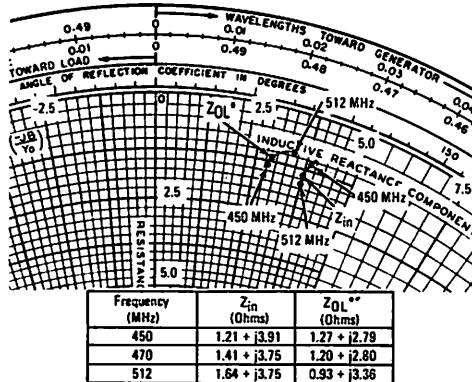 0.49 0 0.01 0.02 0.03
WAVELENGTHS TOWARD GENERATOR
0.01 0 0.49 0.48 0.47
TOWARD LOAD
ANGLE OF REFLECTION COEFFICIENT IN DEGREES
150
-2.5 0 2.5 5.0 7.5
INDUCTIVE REACTANCE COMPONENT
ZOL*
512 MHz
(-JB/Yo)
450 MHz
450 MHz
Zin
512 MHz
2.5
5.0
Frequency (MHz) Zin (Ohms) ZOL** (Ohms)
450 1.21 + j3.91 1.27 + j2.79
470 1.41 + j3.75 1.20 + j2.80
512 1.64 + j3.75 0.93 + j3.36